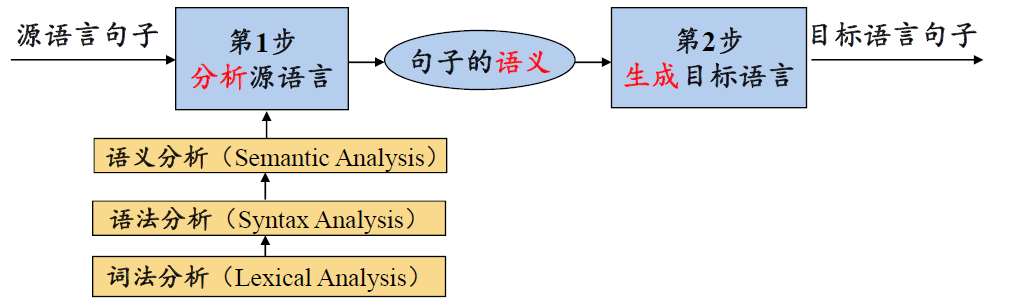 源语言句子
第1步
分析源语言
句子的语义
第2步
生成目标语言
目标语言句子
语义分析（Semantic Analysis）
语法分析（Syntax Analysis）
词法分析（Lexical Analysis）